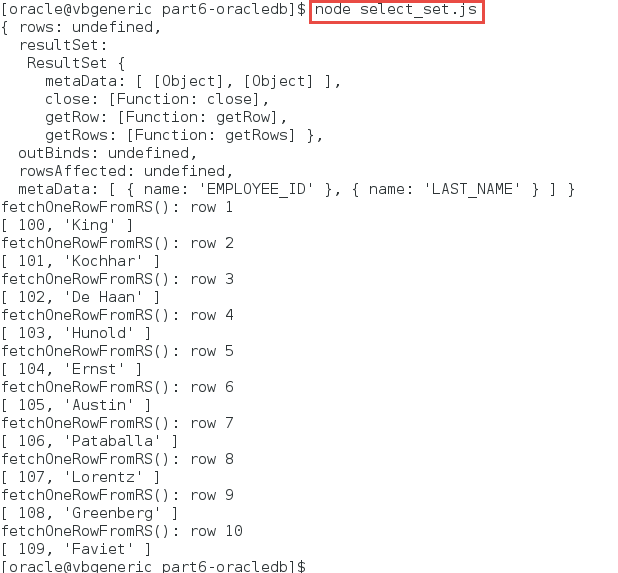 [oracle@vbgeneric part6-oracledb]$ node select_set.js
{ rows: undefined,
  resultSet:
   ResultSet {
     metaData: [ [Object], [Object] ],
     close: [Function: close],
     getRow: [Function: getRow],
     getRows: [Function: getRows] },
  outBinds: undefined,
  rowsAffected: undefined,
  metaData: [ { name: 'EMPLOYEE_ID' }, { name: 'LAST_NAME' } ] }
fetchOneRowFromRS(): row 1
[ 100, 'King' ]
fetchOneRowFromRS(): row 2
[ 101, 'Kochhar' ]
fetchOneRowFromRS(): row 3
[ 102, 'De Haan' ]
fetchOneRowFromRS(): row 4
[ 103, 'Hunold' ]
fetchOneRowFromRS(): row 5
[ 104, 'Ernst' ]
fetchOneRowFromRS(): row 6
[ 105, 'Austin' ]
fetchOneRowFromRS(): row 7
[ 106, 'Pataballa' ]
fetchOneRowFromRS(): row 8
[ 107, 'Lorentz' ]
fetchOneRowFromRS(): row 9
[ 108, 'Greenberg' ]
fetchOneRowFromRS(): row 10
[ 109, 'Faviet' ]
[oracle@vbgeneric part6-oracledb]$